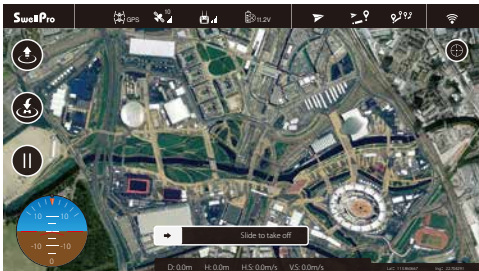 SwellPro GPS 10 11.2V
10 10
-10 -10
0
Slide to take off
D: 0.0m H: 0.0m H.S: 0.0m/s V.S: 0.0m/s